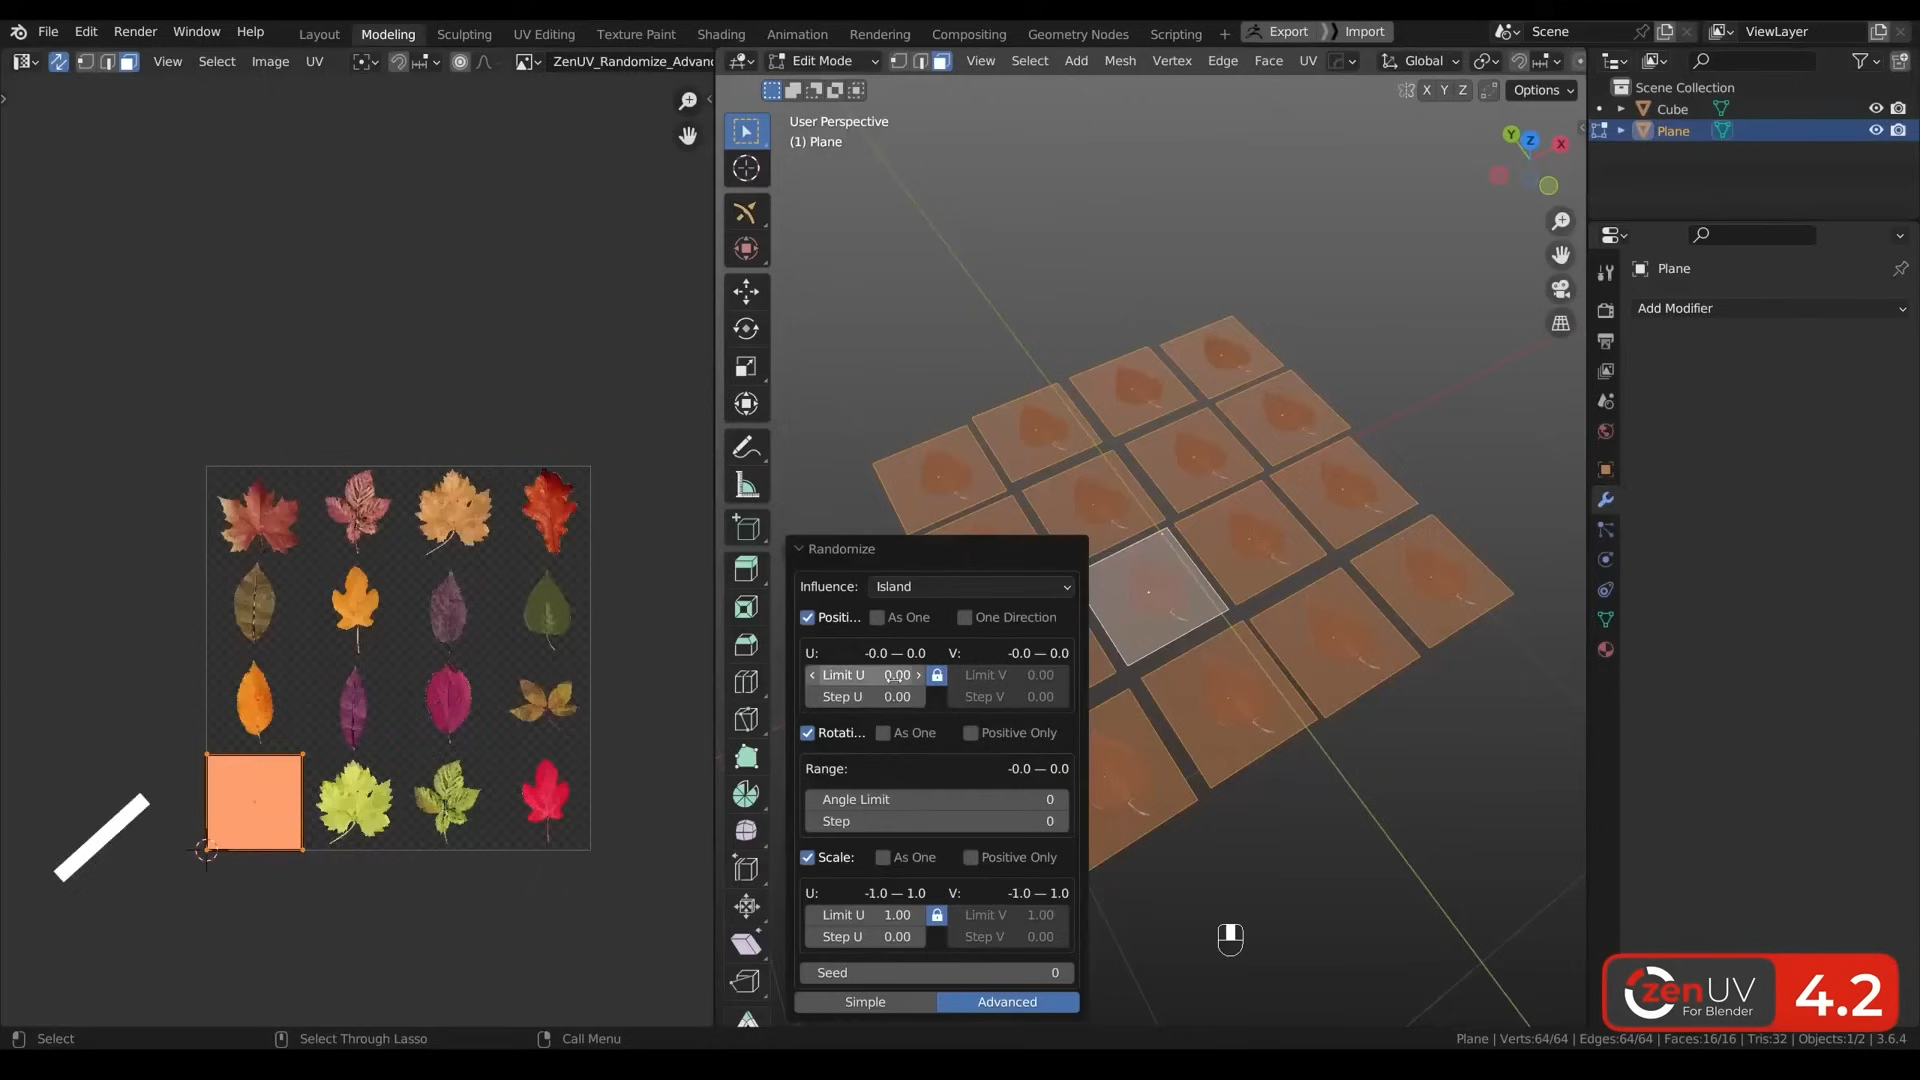 File Edit Render Window Help Layout Modeling Sculpting UV Editing Texture Paint Shading Animation Rendering Compositing Geometry Nodes Scripting + Export Import Scene ViewLayer
View Select Image UV ZenUV_Randomize_Advanc Edit Mode View Select Add Mesh Vertex Edge Face UV Global
X Y Z Options
User Perspective
(1) Plane
Y Z X
Scene Collection
Cube
Plane
Plane
Add Modifier
Randomize
Influence: Island
Positi... As One One Direction
U: -0.0 — 0.0 V: -0.0 — 0.0
Limit U 0.00 Limit V 0.00
Step U 0.00 Step V 0.00
Rotati... As One Positive Only
Range: -0.0 — 0.0
Angle Limit 0
Step 0
Scale: As One Positive Only
U: -1.0 — 1.0 V: -1.0 — 1.0
Limit U 1.00 Limit V 1.00
Step U 0.00 Step V 0.00
Seed 0
Simple Advanced
zenUV
For Blender
4.2
Select Select Through Lasso Call Menu Plane | Verts:64/64 | Edges:64/64 | Faces:16/16 | Tris:32 | Objects:1/2 | 3.6.4